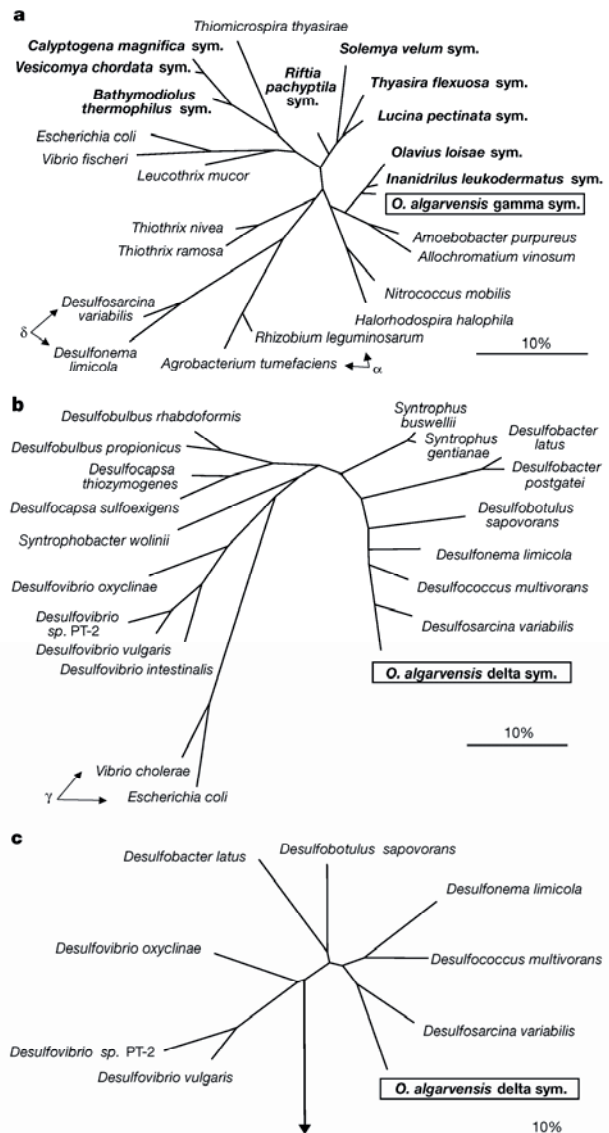 a
Thiomicrospira thyasirae
Calyptogena magnifica sym.
Solemya velum sym.
Vesicomya chordata sym.
Riftia
pachyptila
sym.
Thyasira flexuosa sym.
Bathymodiolus
thermophilus sym.
Lucina pectinata sym.
Escherichia coli
Olavius loisae sym.
Vibrio fischeri
Leucothrix mucor
Inanidrilus leukodermatus sym.
O. algarvensis gamma sym.
Thiothrix nivea
Amoebobacter purpureus
Thiothrix ramosa
Allochromatium vinosum
Nitrococcus mobilis
Desulfosarcina
variabilis
δ
Halorhodospira halophila
Rhizobium leguminosarum
Desulfonema
limicola
Agrobacterium tumefaciens
α
10%
b
Desulfobulbus rhabdoformis
Syntrophus
buswellii
Syntrophus
gentianae
Desulfobacter
latus
Desulfobulbus propionicus
Desulfobacter
postgatei
Desulfocapsa
thiozymogenes
Desulfocapsa sulfoexigens
Desulfobotulus
sapovorans
Syntrophobacter wolinii
Desulfonema limicola
Desulfovibrio oxyclinae
Desulfococcus multivorans
Desulfovibrio
sp. PT-2
Desulfosarcina variabilis
Desulfovibrio vulgaris
Desulfovibrio intestinalis
O. algarvensis delta sym.
10%
Vibrio cholerae
γ
Escherichia coli
c
Desulfobacter latus
Desulfobotulus sapovorans
Desulfonema limicola
Desulfovibrio oxyclinae
Desulfococcus multivorans
Desulfosarcina variabilis
Desulfovibrio sp. PT-2
Desulfovibrio vulgaris
O. algarvensis delta sym.
10%